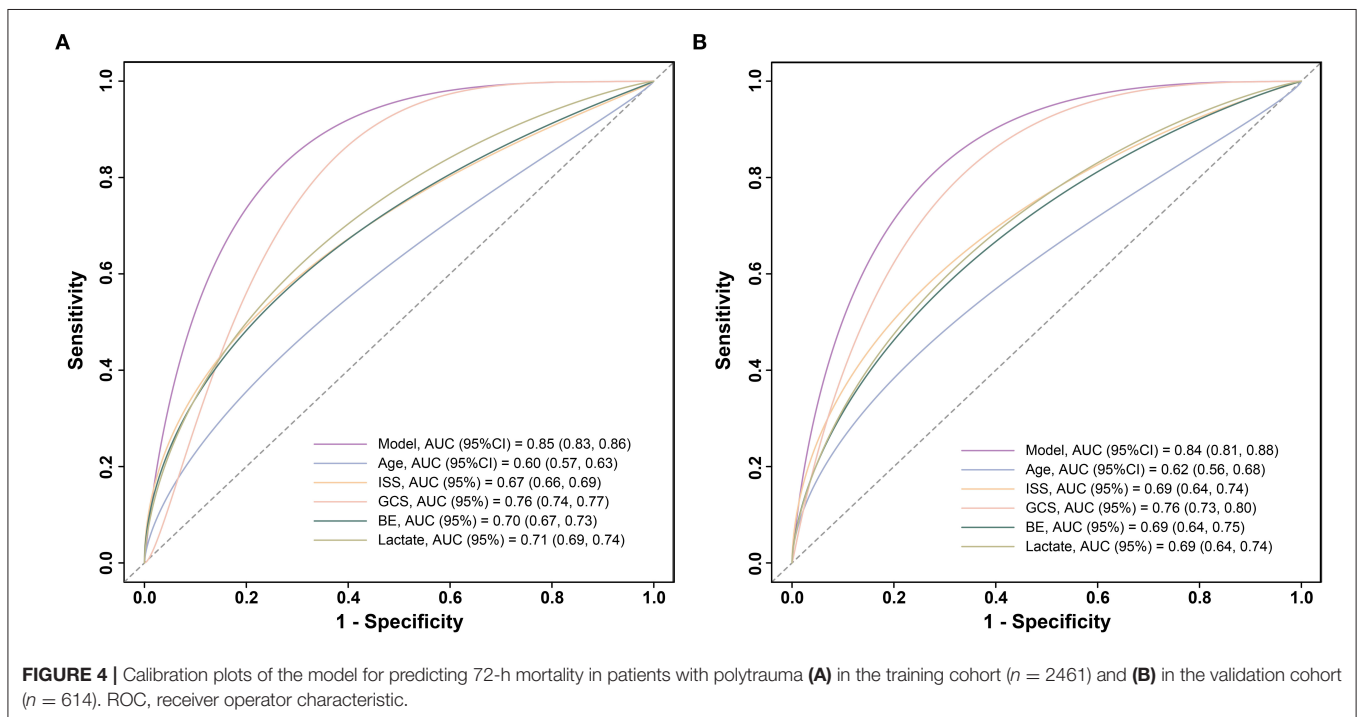 A
Sensitivity
1.0
0.8
0.6
0.4
0.2
0.0
Model, AUC (95%CI) = 0.85 (0.83, 0.86)
Age, AUC (95%CI) = 0.60 (0.57, 0.63)
ISS, AUC (95%) = 0.67 (0.66, 0.69)
GCS, AUC (95%) = 0.76 (0.74, 0.77)
BE, AUC (95%) = 0.70 (0.67, 0.73)
Lactate, AUC (95%) = 0.71 (0.69, 0.74)
0.0 0.2 0.4 0.6 0.8 1.0
1 - Specificity
B
Sensitivity
1.0
0.8
0.6
0.4
0.2
0.0
Model, AUC (95%CI) = 0.84 (0.81, 0.88)
Age, AUC (95%CI) = 0.62 (0.56, 0.68)
ISS, AUC (95%) = 0.69 (0.64, 0.74)
GCS, AUC (95%) = 0.76 (0.73, 0.80)
BE, AUC (95%) = 0.69 (0.64, 0.75)
Lactate, AUC (95%) = 0.69 (0.64, 0.74)
0.0 0.2 0.4 0.6 0.8 1.0
1 - Specificity
FIGURE 4 | Calibration plots of the model for predicting 72-h mortality in patients with polytrauma (A) in the training cohort (n = 2461) and (B) in the validation cohort
(n = 614). ROC, receiver operator characteristic.